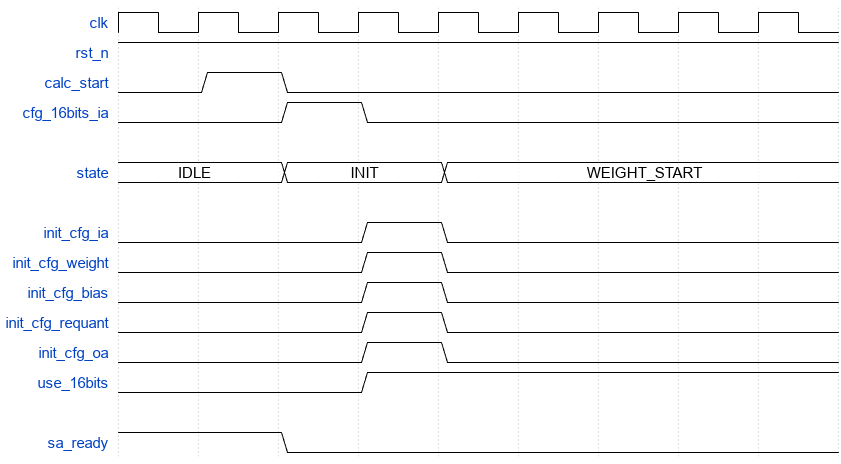 clk
rst_n
calc_start
cfg_16bits_ia
state IDLE INIT WEIGHT_START
init_cfg_ia
init_cfg_weight
init_cfg_bias
init_cfg_requant
init_cfg_oa
use_16bits
sa_ready